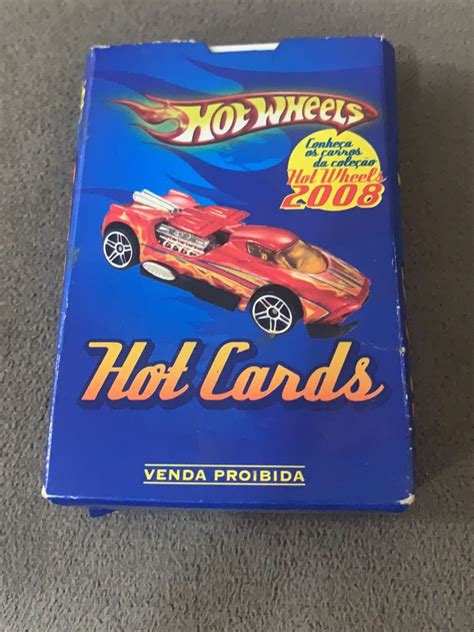 HOT WHEELS
Conheça
os carros
da coleção
Hot Wheels
2008
Hot Cards
VENDA PROIBIDA